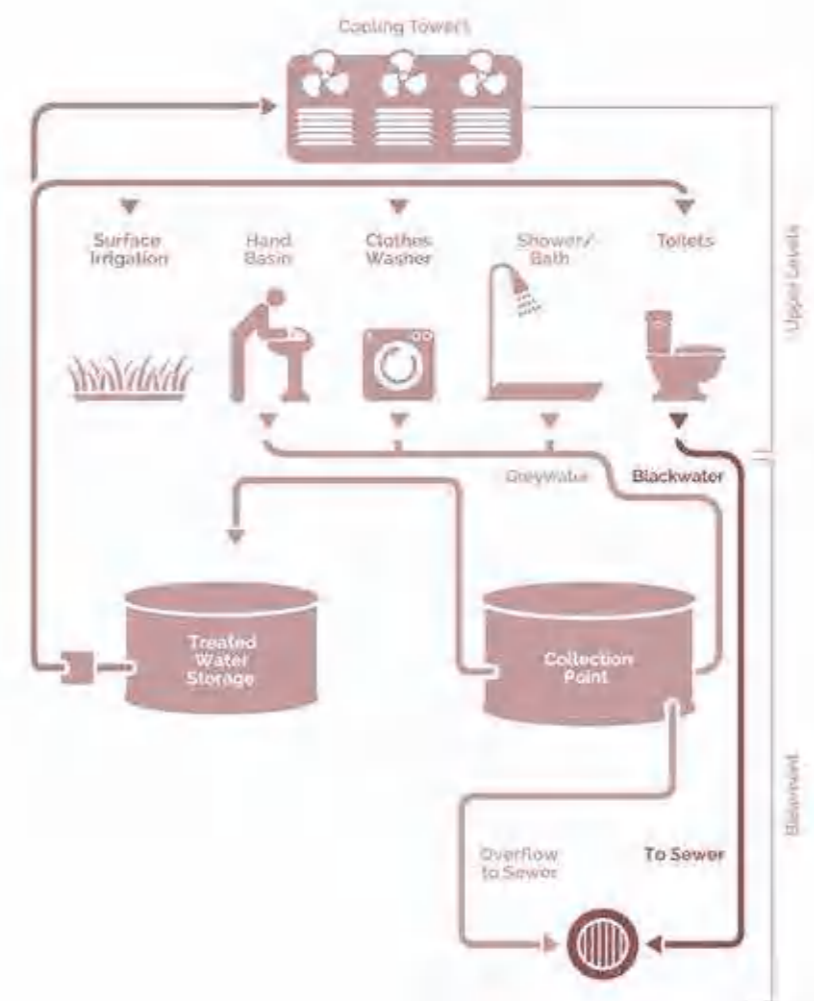 Cooling Towers
Surface
Irrigation
Hand
Basin
Clothes
Washer
Shower/
Bath
Toilets
Upper Levels
Greywater
Blackwater
Treated
Water
Storage
Collection
Point
Basement
Overflow
to Sewer
To Sewer